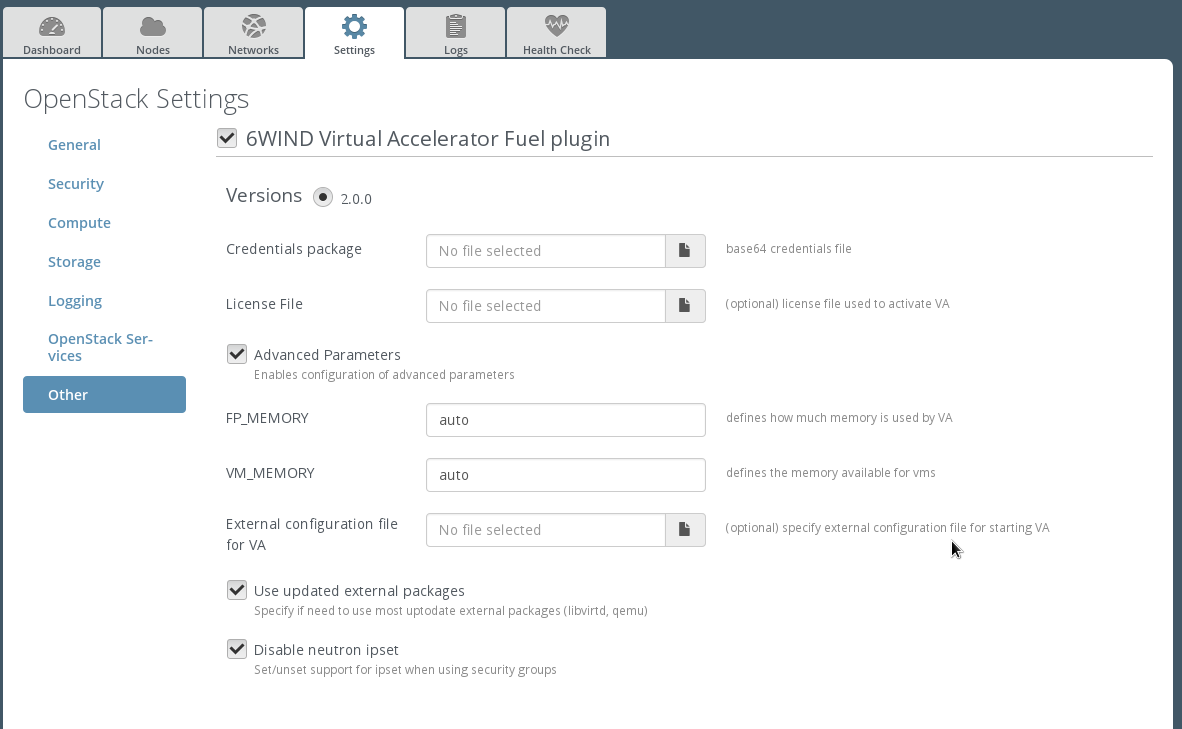 Dashboard
Nodes
Networks
Settings
Logs
Health Check
OpenStack Settings
General
Security
Compute
Storage
Logging
OpenStack Ser-
vices
Other
6WIND Virtual Accelerator Fuel plugin
Versions 2.0.0
Credentials package No file selected base64 credentials file
License File No file selected (optional) license file used to activate VA
Advanced Parameters
Enables configuration of advanced parameters
FP_MEMORY auto defines how much memory is used by VA
VM_MEMORY auto defines the memory available for vms
External configuration file
for VA
No file selected (optional) specify external configuration file for starting VA
Use updated external packages
Specify if need to use most uptodate external packages (libvirtd, qemu)
Disable neutron ipset
Set/unset support for ipset when using security groups